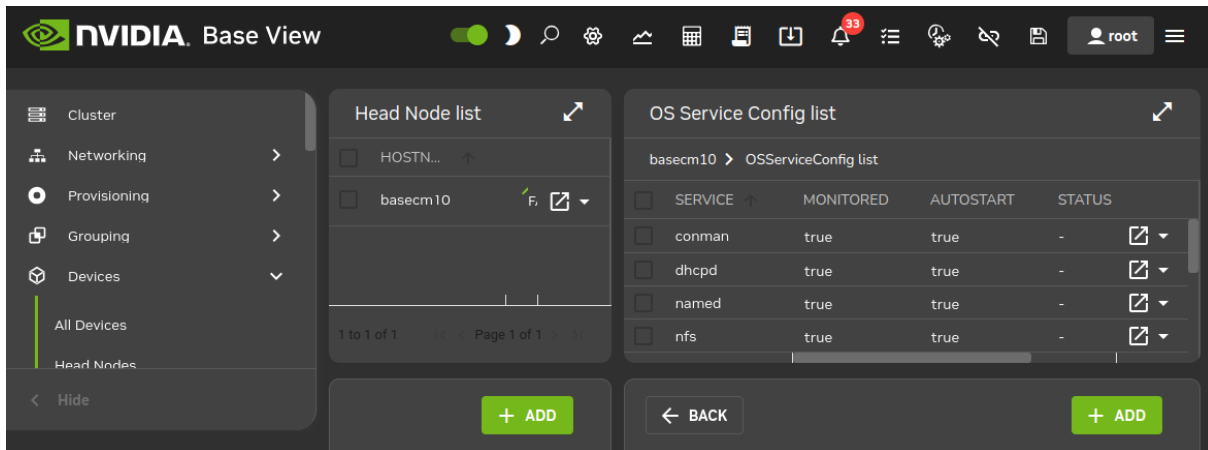 NVIDIA. Base View
33
root
Cluster
Networking
Provisioning
Grouping
Devices
All Devices
Head Nodes
Hide
Head Node list
HOSTN...
basecm10
1 to 1 of 1 Page 1 of 1
+ ADD
OS Service Config list
basecm10 > OSServiceConfig list
SERVICE MONITORED AUTOSTART STATUS
conman true true -
dhcpd true true -
named true true -
nfs true true -
BACK
+ ADD